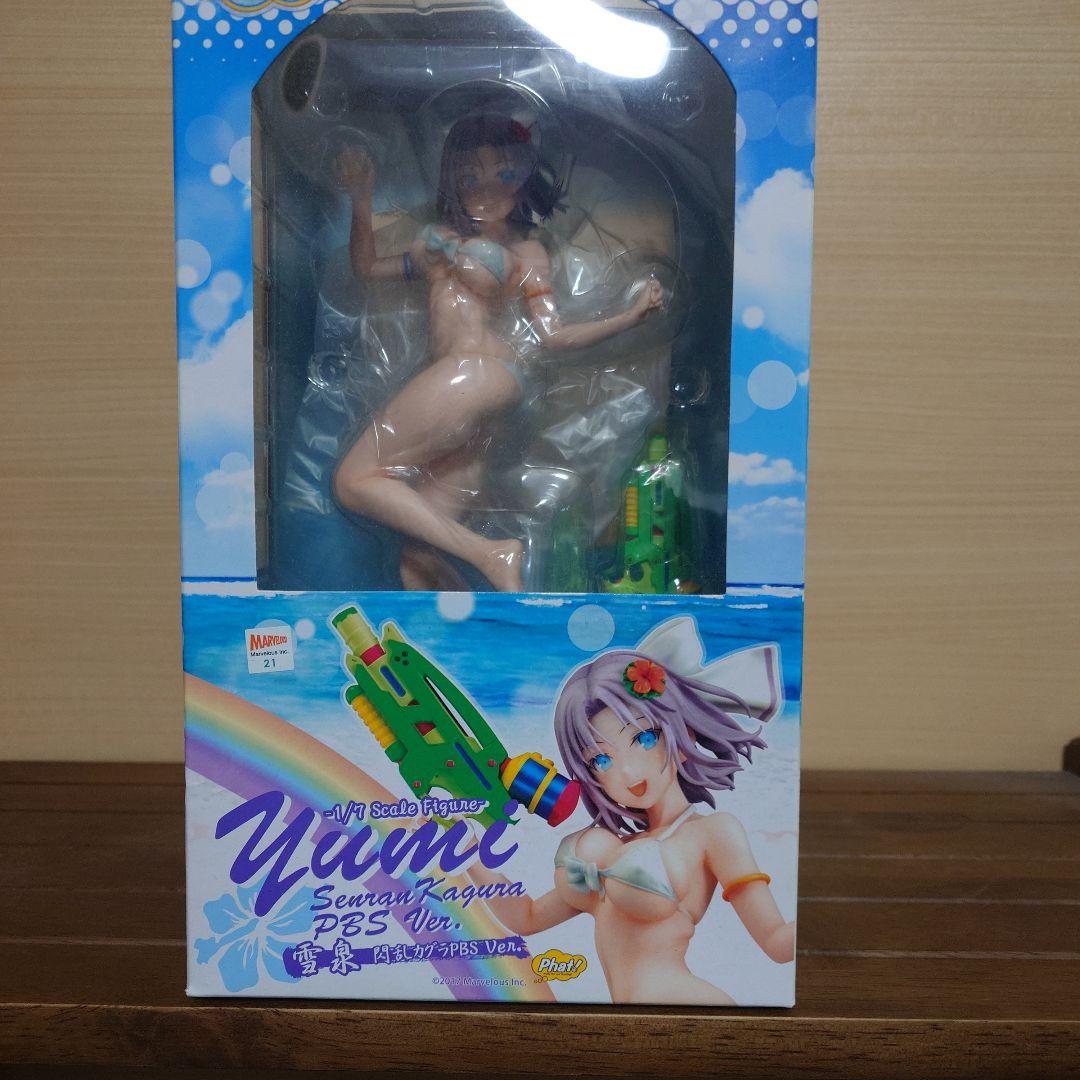 MARVELOUS
Marvelous Inc.
21
-1/7 Scale Figure-
Yumi
Senran Kagura
PBS Ver.
雪泉 閃乱カグラPBS Ver.
Phat!
©2017 Marvelous Inc.